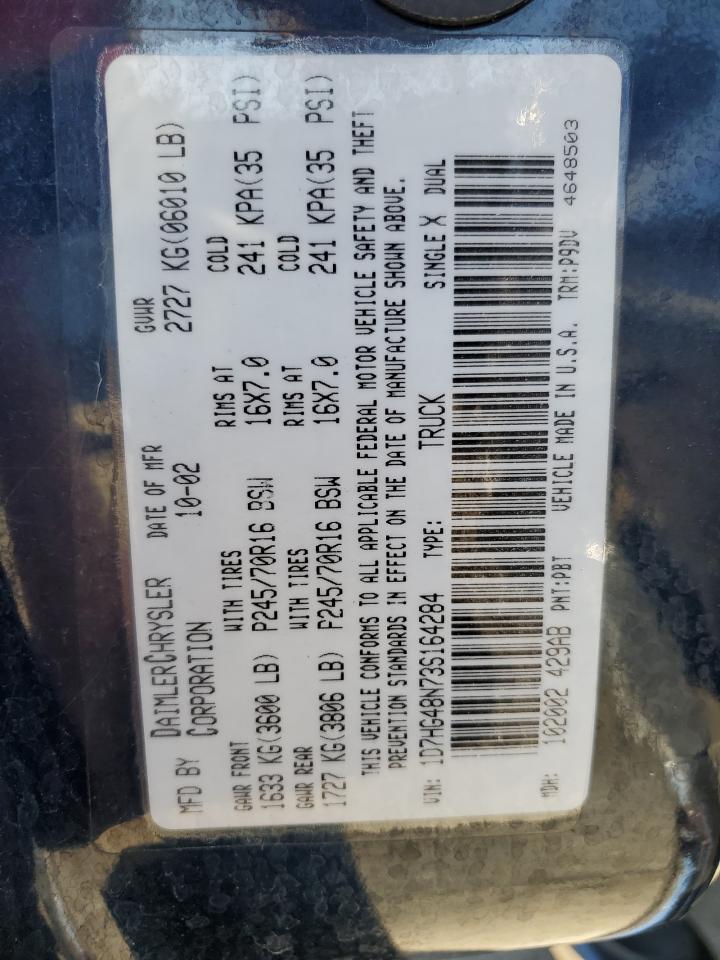 MFD BY DAIMLERCHRYSLER CORPORATION
DATE OF MFR 10-02
GVWR 2727 KG(06010 LB)
GAWR FRONT WITH TIRES RIMS AT COLD
1633 KG(3600 LB) P245/70R16 BSW 16X7.0 241 KPA(35 PSI)
GAWR REAR WITH TIRES RIMS AT COLD
1727 KG(3806 LB) P245/70R16 BSW 16X7.0 241 KPA(35 PSI)
THIS VEHICLE CONFORMS TO ALL APPLICABLE FEDERAL MOTOR VEHICLE SAFETY AND THEFT
PREVENTION STANDARDS IN EFFECT ON THE DATE OF MANUFACTURE SHOWN ABOVE.
VIN: 1D7HG48N73S164284 TYPE: TRUCK SINGLE X DUAL
MDH: 102002 429AB PNT:PBT VEHICLE MADE IN U.S.A. TRM:P9DV 4648503